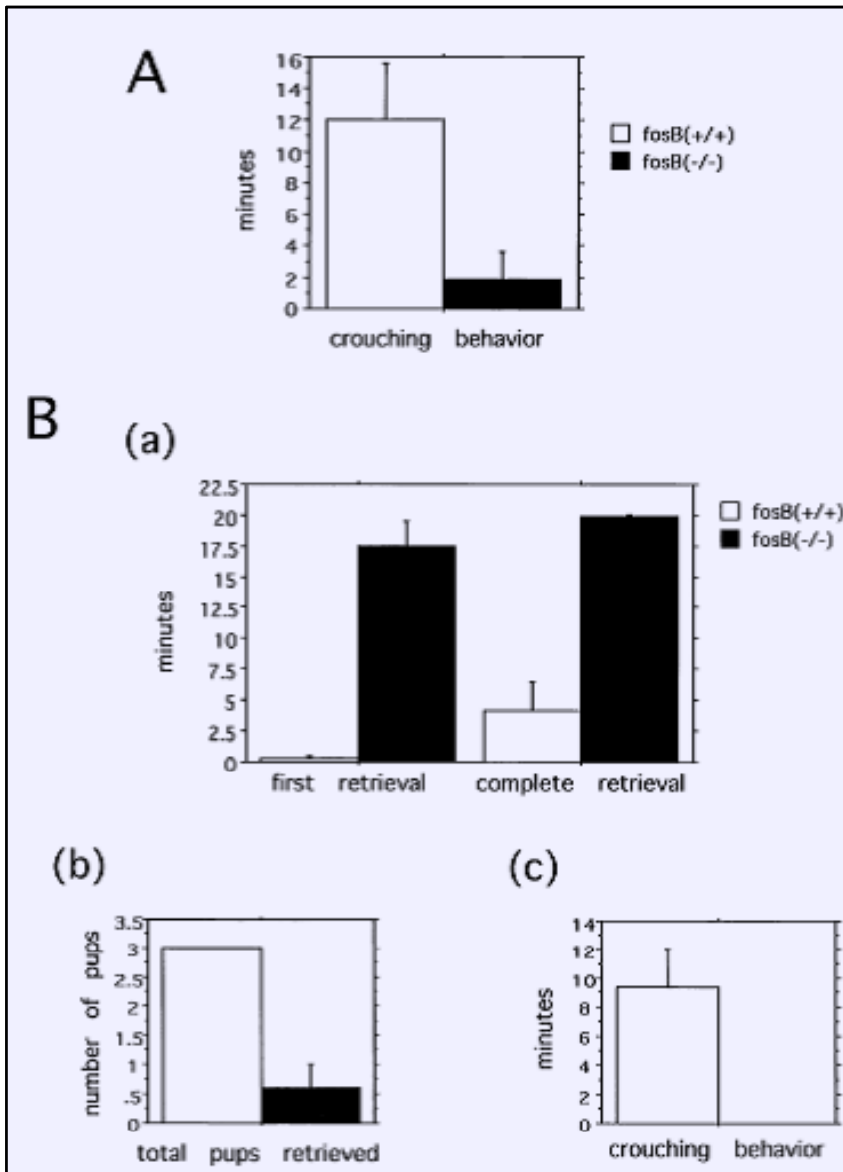 A
16
14
12
10
8
6
4
2
0
minutes
fosB(+/+)
fosB(-/-)
crouching behavior
B
(a)
22.5
20
17.5
15
12.5
10
7.5
5
2.5
0
minutes
fosB(+/+)
fosB(-/-)
first retrieval complete retrieval
(b)
3.5
3
2.5
2
1.5
1
.5
0
number of pups
total pups retrieved
(c)
14
12
10
8
6
4
2
0
minutes
crouching behavior